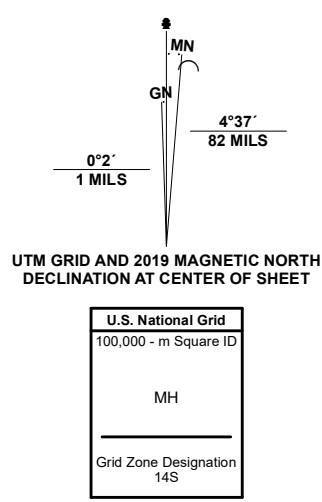 MN
GN
4°37´
82 MILS
0°2´
1 MILS
UTM GRID AND 2019 MAGNETIC NORTH
DECLINATION AT CENTER OF SHEET
U.S. National Grid
100,000 - m Square ID
MH
Grid Zone Designation
14S